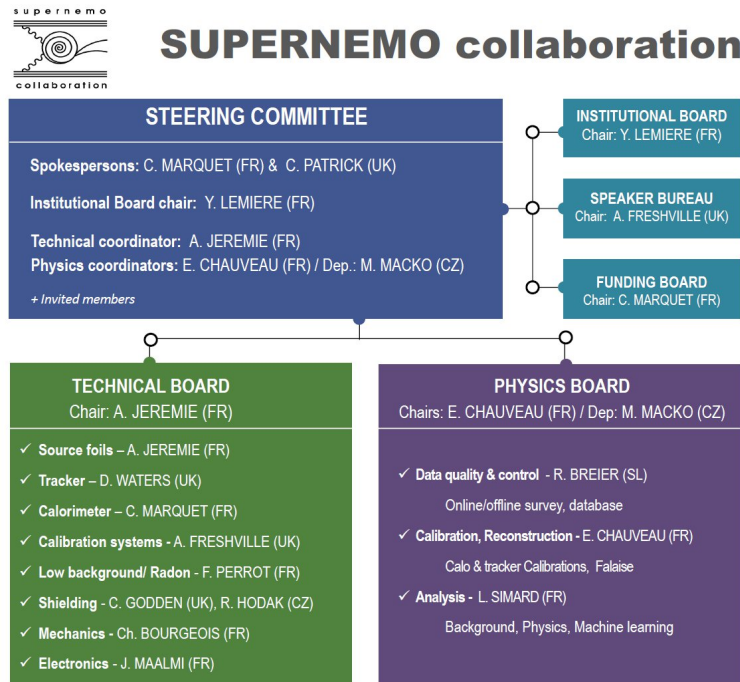 supernemo
collaboration
SUPERNEMO collaboration
STEERING COMMITTEE
Spokespersons: C. MARQUET (FR) & C. PATRICK (UK)
Institutional Board chair: Y. LEMIERE (FR)
Technical coordinator: A. JEREMIE (FR)
Physics coordinators: E. CHAUVEAU (FR) / Dep.: M. MACKO (CZ)
+ Invited members
INSTITUTIONAL BOARD
Chair: Y. LEMIERE (FR)
SPEAKER BUREAU
Chair: A. FRESHVILLE (UK)
FUNDING BOARD
Chair: C. MARQUET (FR)
TECHNICAL BOARD
Chair: A. JEREMIE (FR)
✓ Source foils – A. JEREMIE (FR)
✓ Tracker – D. WATERS (UK)
✓ Calorimeter – C. MARQUET (FR)
✓ Calibration systems - A. FRESHVILLE (UK)
✓ Low background/ Radon - F. PERROT (FR)
✓ Shielding - C. GODDEN (UK), R. HODAK (CZ)
✓ Mechanics - Ch. BOURGEOIS (FR)
✓ Electronics - J. MAALMI (FR)
PHYSICS BOARD
Chairs: E. CHAUVEAU (FR) / Dep: M. MACKO (CZ)
✓ Data quality & control - R. BREIER (SL)
Online/offline survey, database
✓ Calibration, Reconstruction - E. CHAUVEAU (FR)
Calo & tracker Calibrations, Falaise
✓ Analysis - L. SIMARD (FR)
Background, Physics, Machine learning